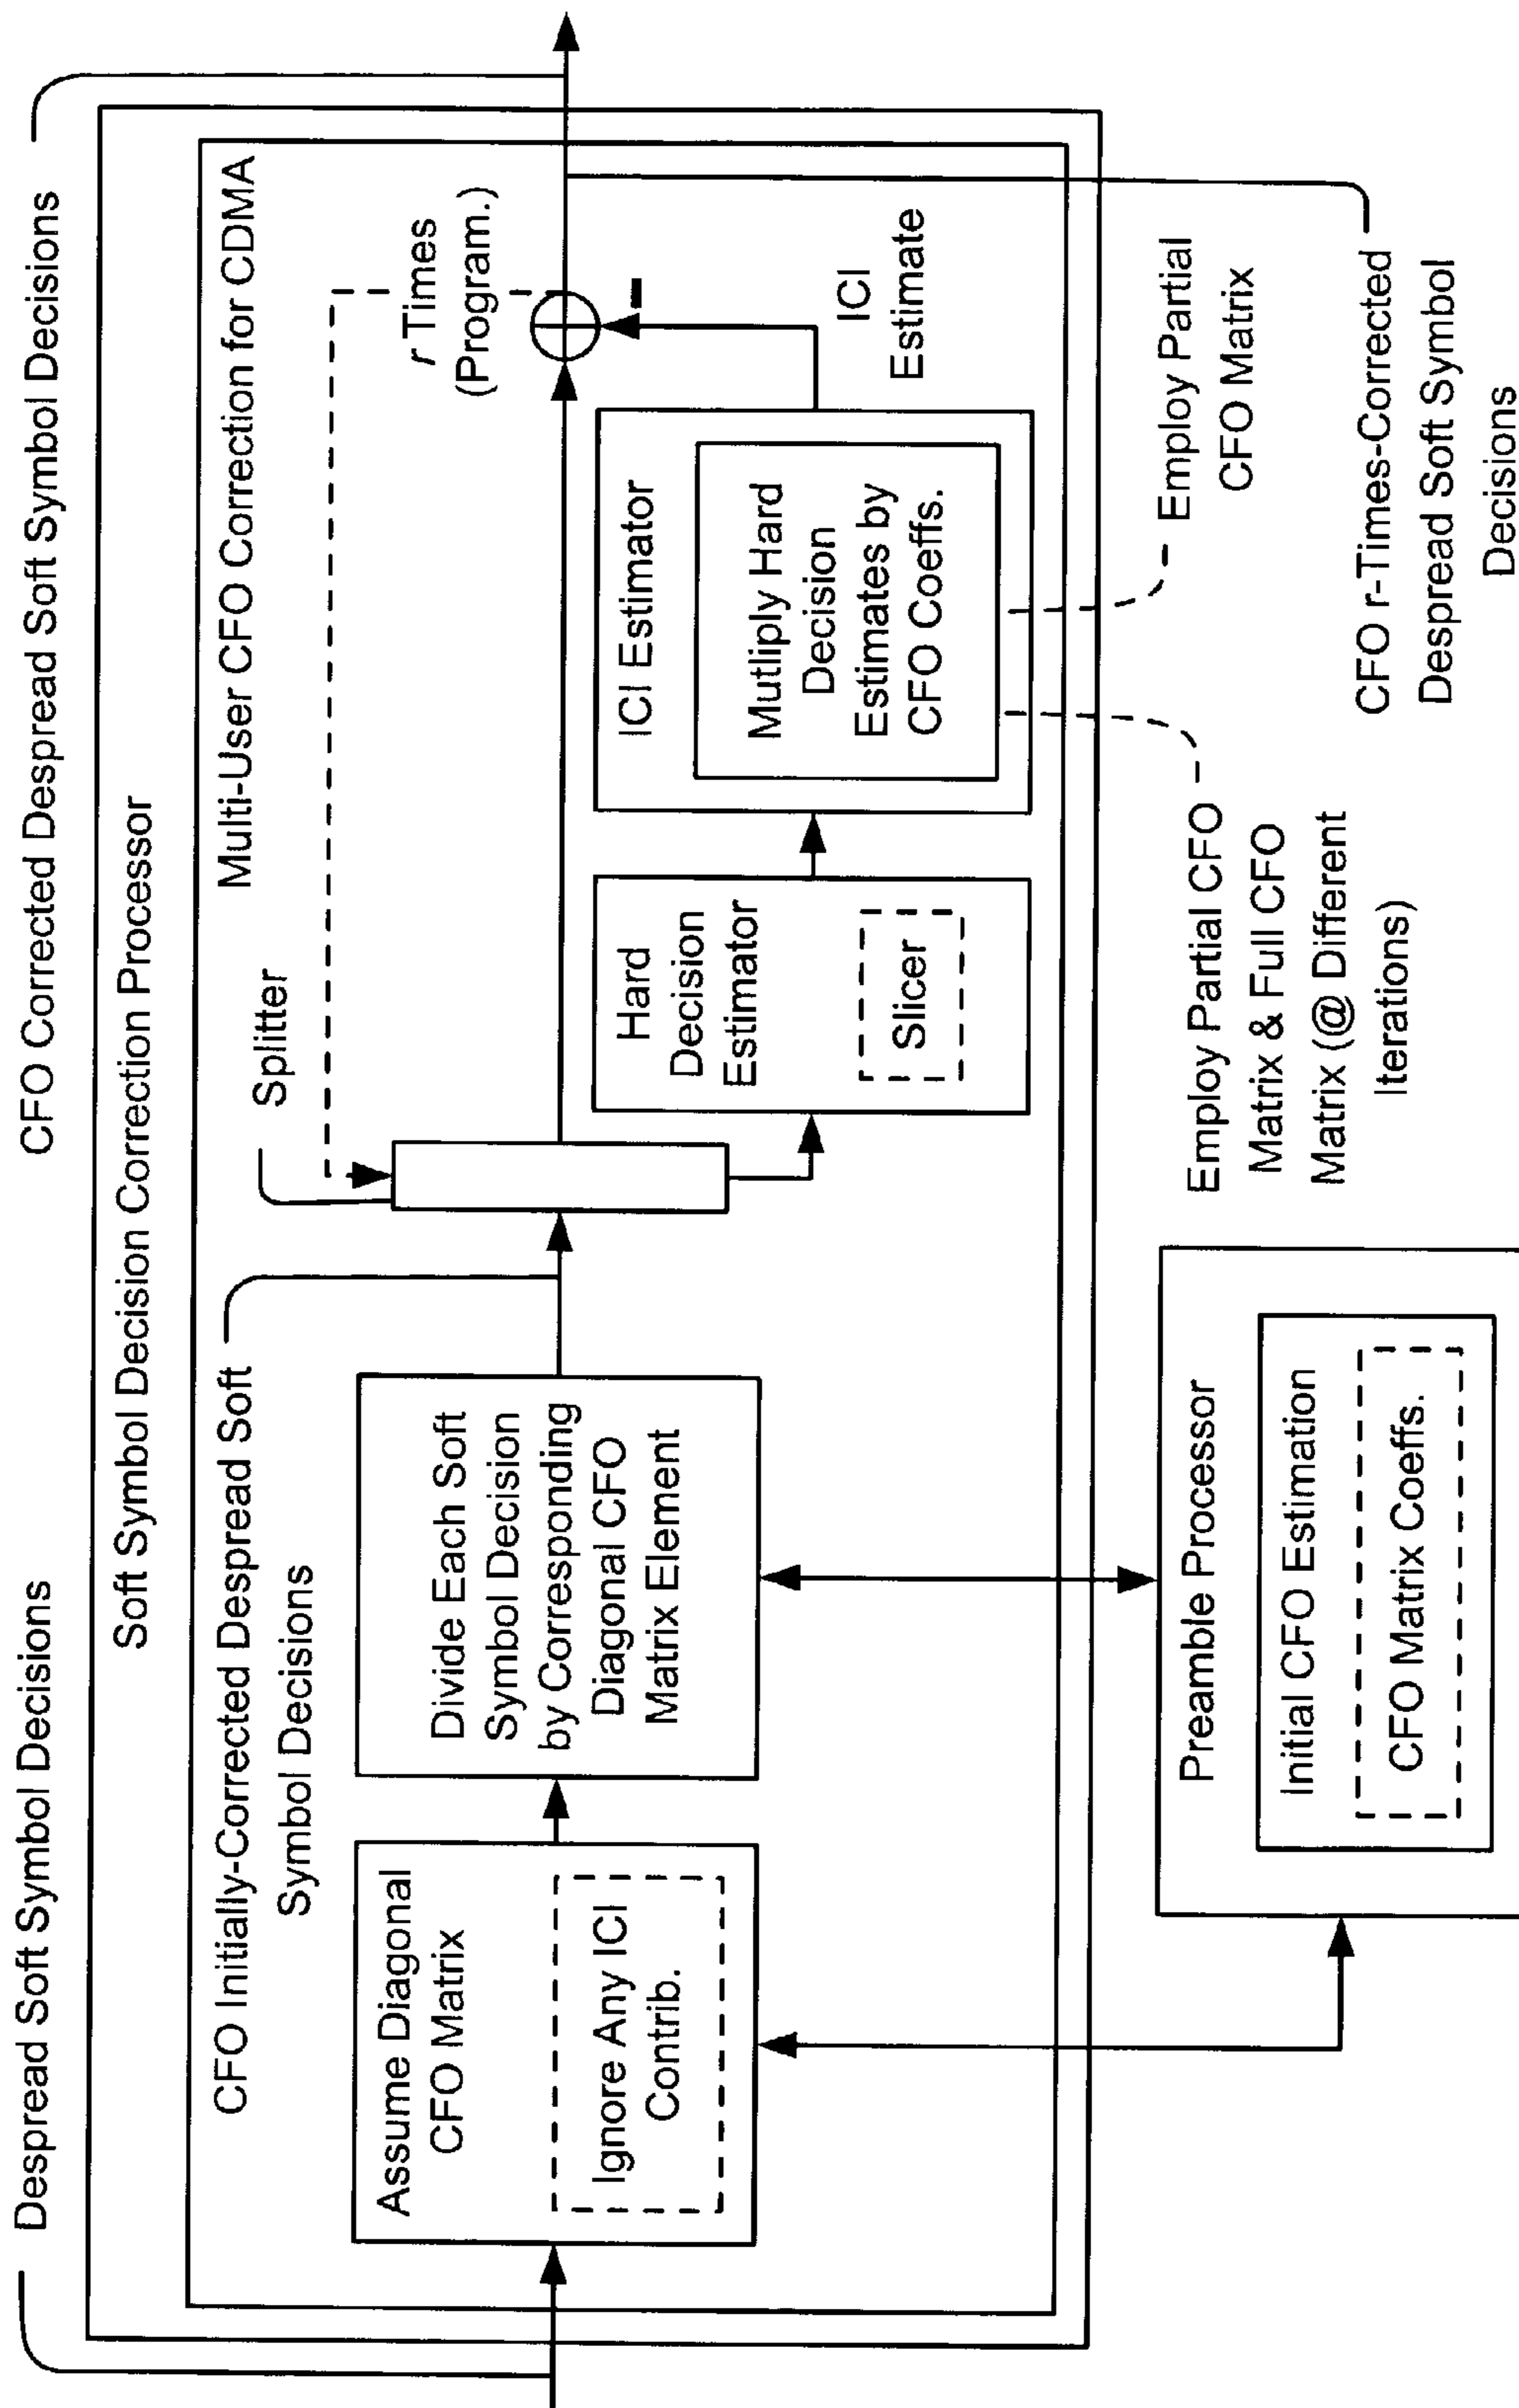 Despread Soft Symbol Decisions
CFO Corrected Despread Soft Symbol Decisions
Soft Symbol Decision Correction Processor
Multi-User CFO Correction for CDMA
CFO Initially-Corrected Despread Soft
Symbol Decisions
Splitter
r Times
(Program.)
Assume Diagonal
CFO Matrix
Ignore Any ICI
Contrib.
Divide Each Soft
Symbol Decision
by Corresponding
Diagonal CFO
Matrix Element
Hard
Decision
Estimator
Slicer
ICI Estimator
Mutliply Hard
Decision
Estimates by
CFO Coeffs.
ICI
Estimate
Preamble Processor
Initial CFO Estimation
CFO Matrix Coeffs.
Employ Partial CFO
Matrix & Full CFO
Matrix (@ Different
Iterations)
Employ Partial
CFO Matrix
CFO r-Times-Corrected
Despread Soft Symbol
Decisions